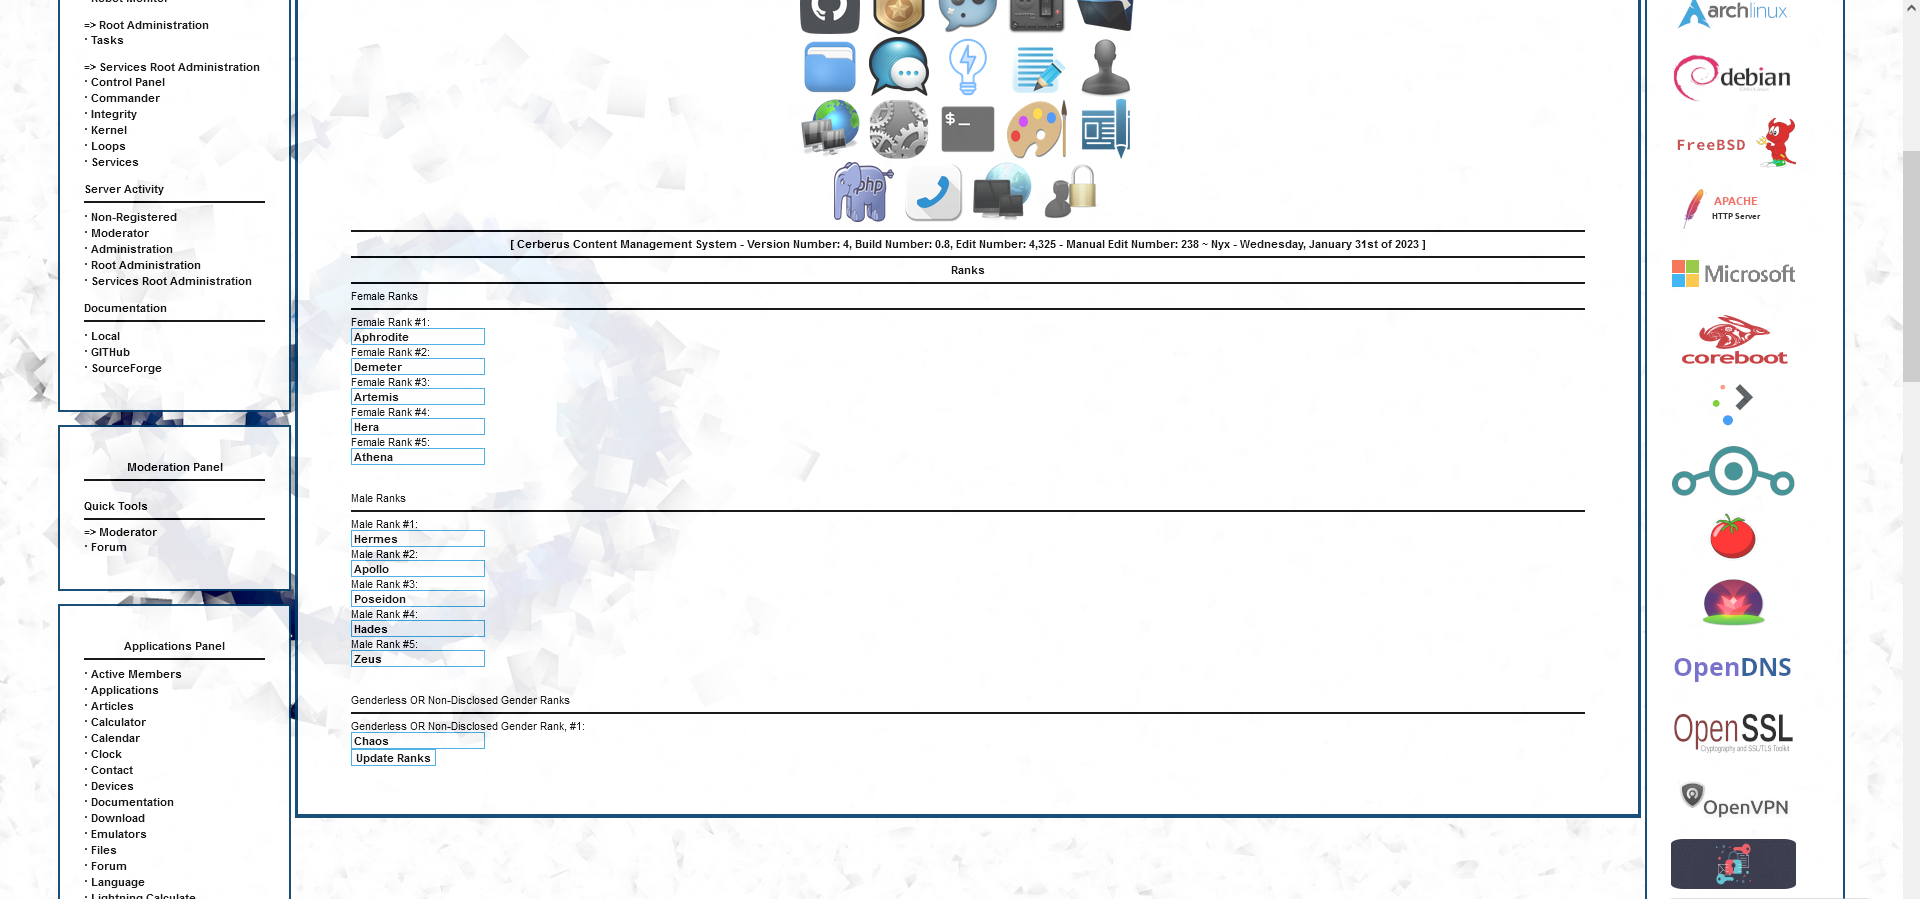 Robot Monitor
=> Root Administration
· Tasks
=> Services Root Administration
· Control Panel
· Commander
· Integrity
· Kernel
· Loops
· Services
Server Activity
· Non-Registered
· Moderator
· Administration
· Root Administration
· Services Root Administration
Documentation
· Local
· GITHub
· SourceForge
Moderation Panel
Quick Tools
=> Moderator
· Forum
Applications Panel
· Active Members
· Applications
· Articles
· Calculator
· Calendar
· Clock
· Contact
· Devices
· Documentation
· Download
· Emulators
· Files
· Forum
· Language
Lightning Calculate
$ _
php
[ Cerberus Content Management System - Version Number: 4, Build Number: 0.8, Edit Number: 4,325 - Manual Edit Number: 238 ~ Nyx - Wednesday, January 31st of 2023 ]
Ranks
Female Ranks
Female Rank #1:
Aphrodite
Female Rank #2:
Demeter
Female Rank #3:
Artemis
Female Rank #4:
Hera
Female Rank #5:
Athena
Male Ranks
Male Rank #1:
Hermes
Male Rank #2:
Apollo
Male Rank #3:
Poseidon
Male Rank #4:
Hades
Male Rank #5:
Zeus
Genderless OR Non-Disclosed Gender Ranks
Genderless OR Non-Disclosed Gender Rank, #1:
Chaos
Update Ranks
archlinux
debian
FreeBSD
APACHE
HTTP Server
Microsoft
coreboot
OpenDNS
OpenSSL
Cryptography and SSL/TLS Toolkit
OpenVPN